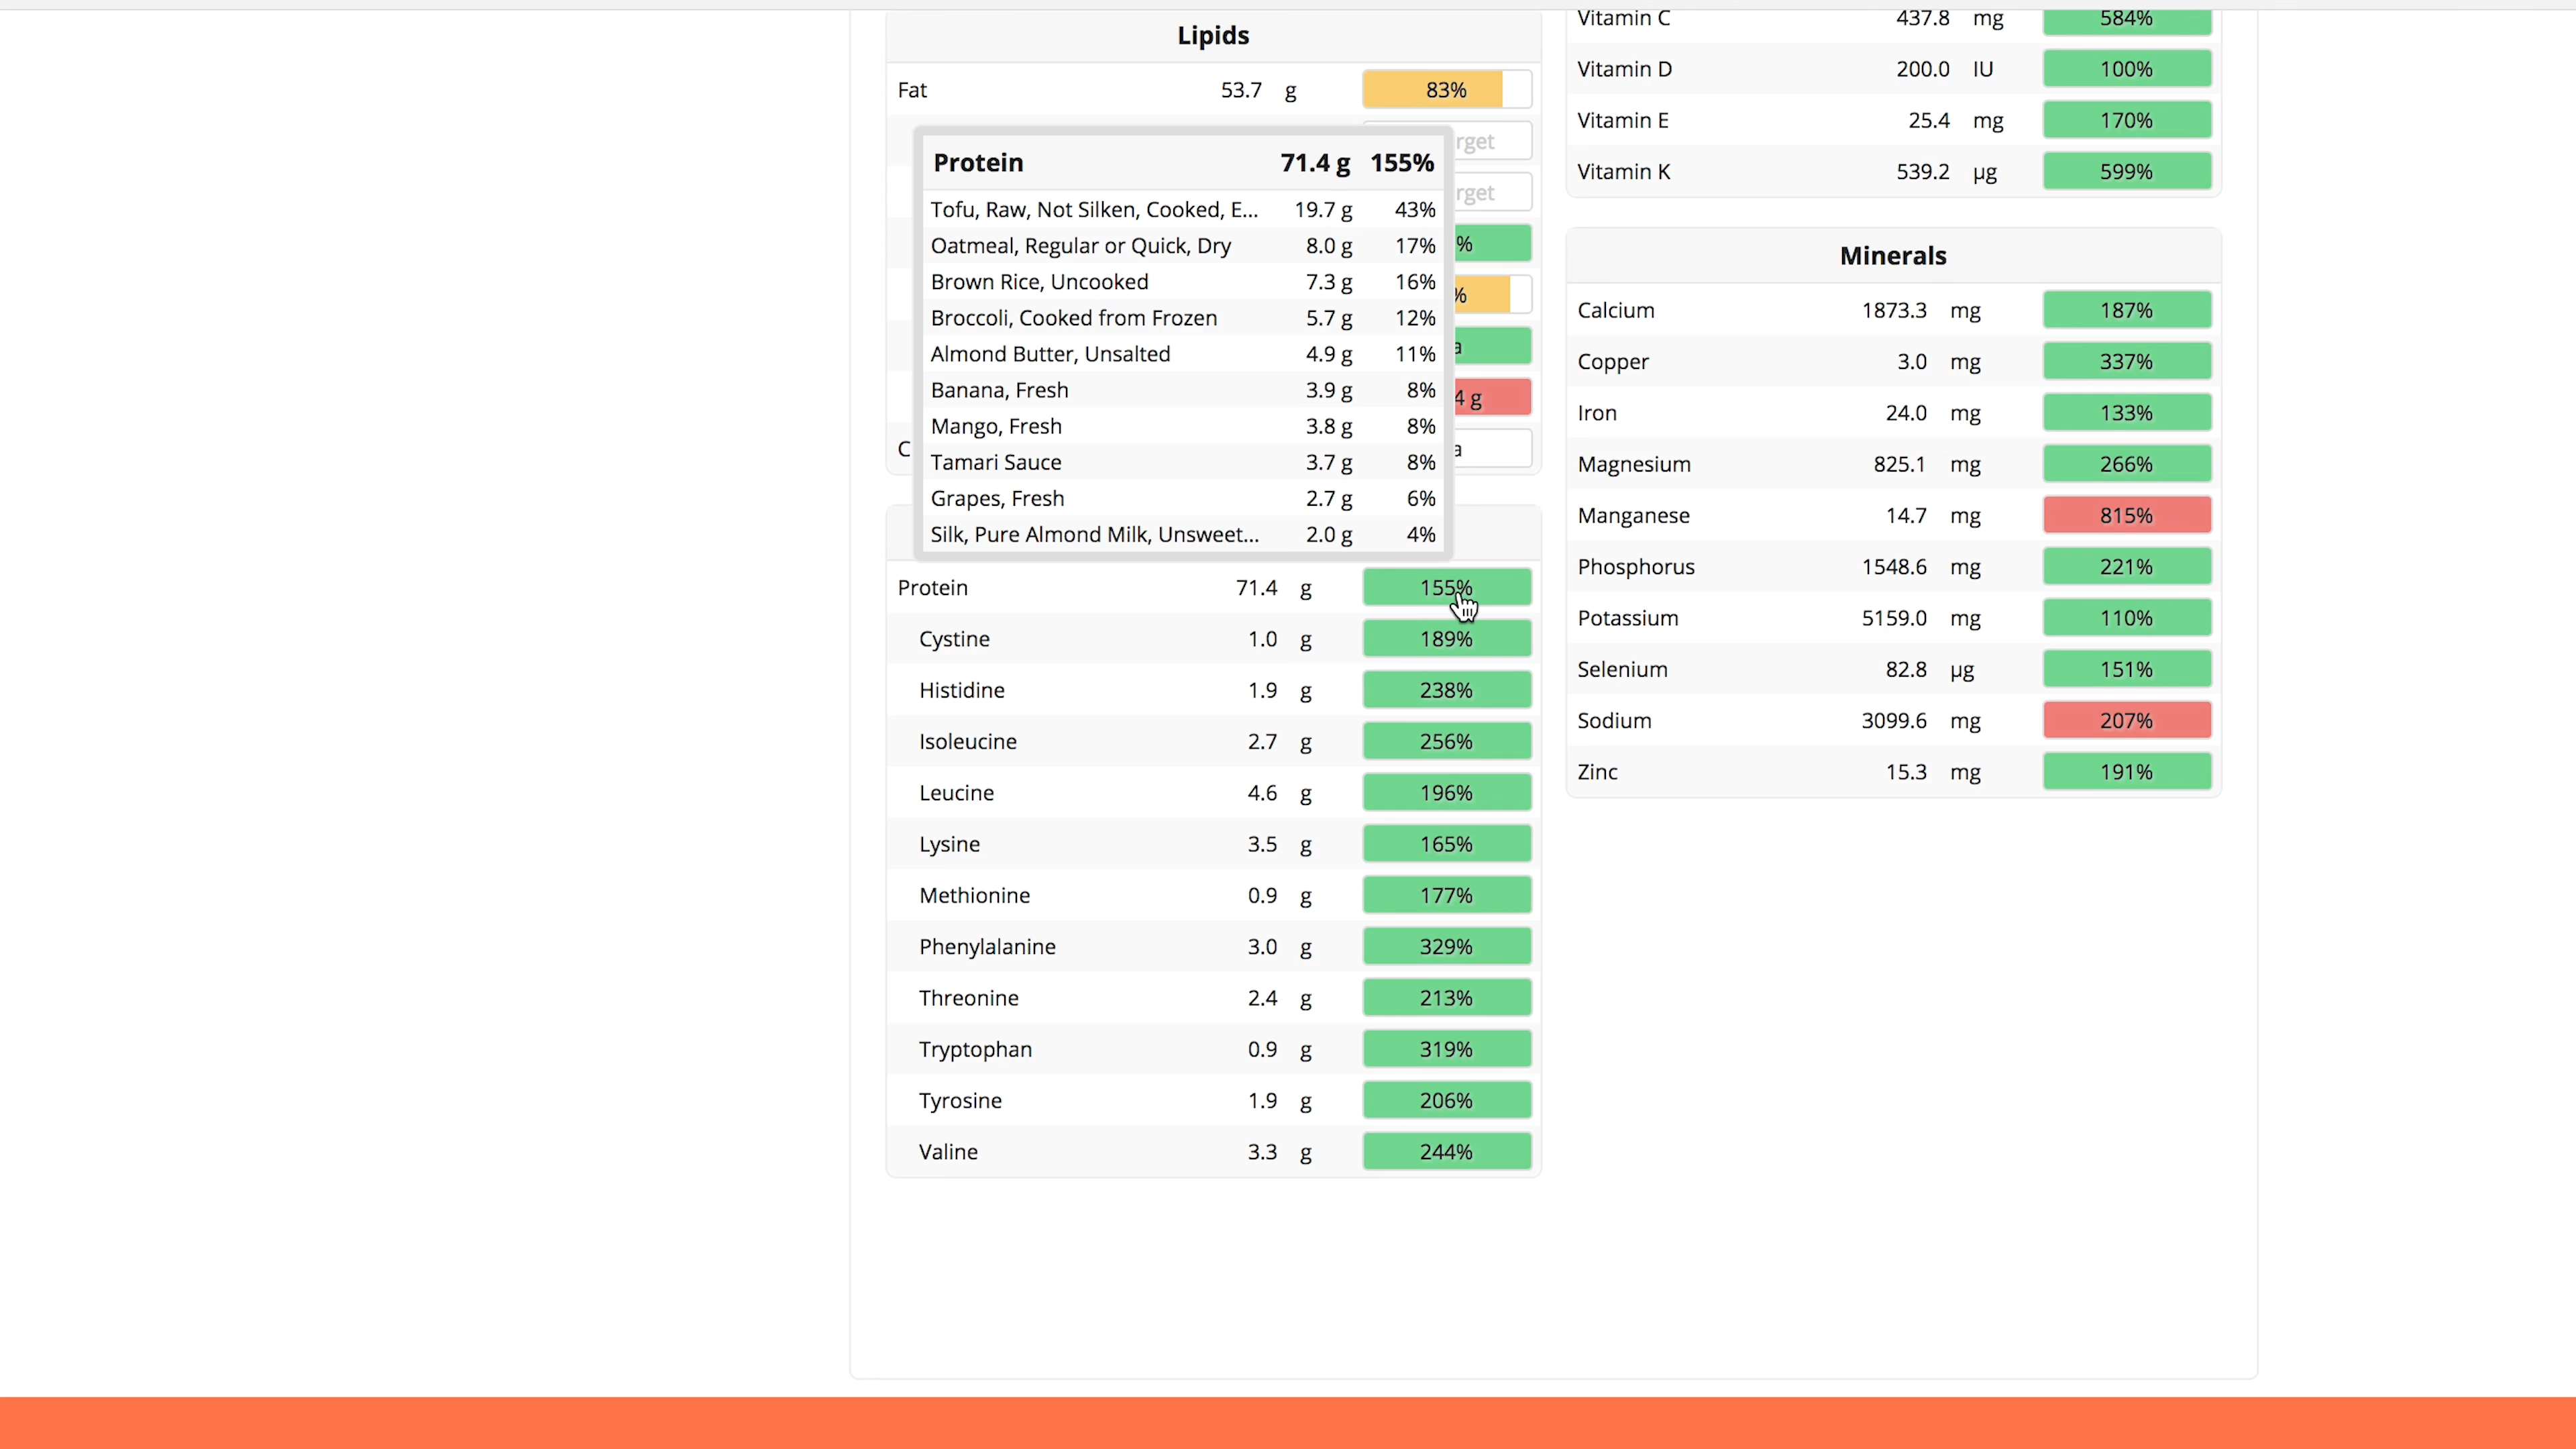 Lipids
Fat 53.7 g 83%
rget
rget
%
%
a
4 g
C a
Protein 71.4 g 155%
Tofu, Raw, Not Silken, Cooked, E... 19.7 g 43%
Oatmeal, Regular or Quick, Dry 8.0 g 17%
Brown Rice, Uncooked 7.3 g 16%
Broccoli, Cooked from Frozen 5.7 g 12%
Almond Butter, Unsalted 4.9 g 11%
Banana, Fresh 3.9 g 8%
Mango, Fresh 3.8 g 8%
Tamari Sauce 3.7 g 8%
Grapes, Fresh 2.7 g 6%
Silk, Pure Almond Milk, Unsweet... 2.0 g 4%
Protein 71.4 g 155%
Cystine 1.0 g 189%
Histidine 1.9 g 238%
Isoleucine 2.7 g 256%
Leucine 4.6 g 196%
Lysine 3.5 g 165%
Methionine 0.9 g 177%
Phenylalanine 3.0 g 329%
Threonine 2.4 g 213%
Tryptophan 0.9 g 319%
Tyrosine 1.9 g 206%
Valine 3.3 g 244%
Vitamin C 437.8 mg 584%
Vitamin D 200.0 IU 100%
Vitamin E 25.4 mg 170%
Vitamin K 539.2 µg 599%
Minerals
Calcium 1873.3 mg 187%
Copper 3.0 mg 337%
Iron 24.0 mg 133%
Magnesium 825.1 mg 266%
Manganese 14.7 mg 815%
Phosphorus 1548.6 mg 221%
Potassium 5159.0 mg 110%
Selenium 82.8 µg 151%
Sodium 3099.6 mg 207%
Zinc 15.3 mg 191%